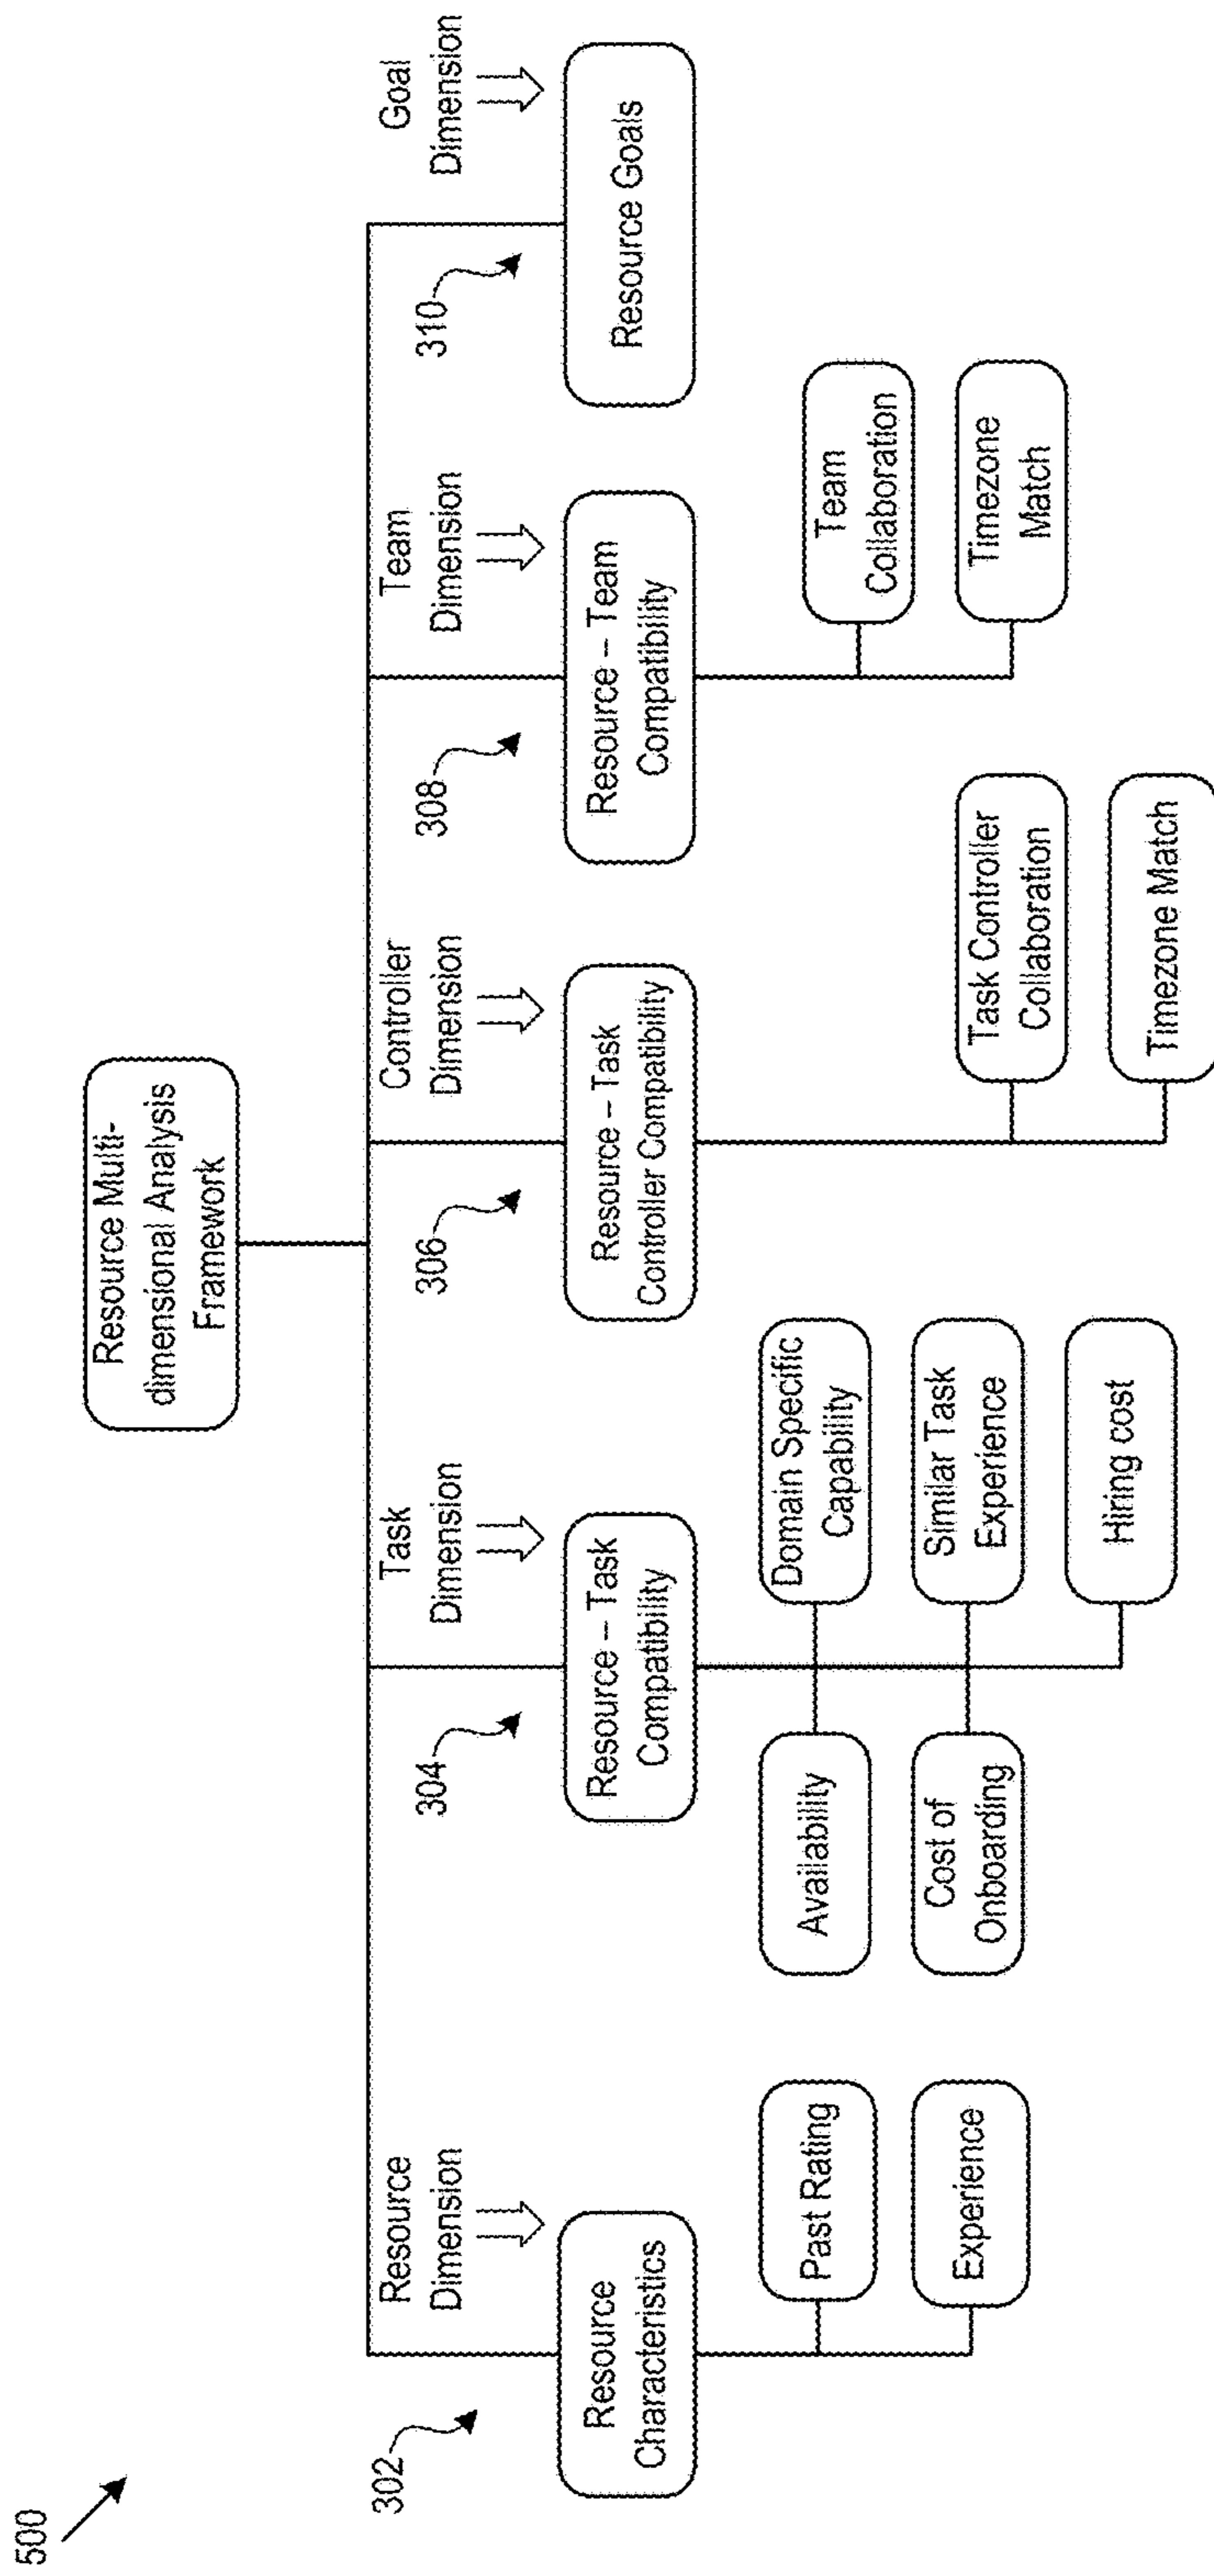 500
Resource Multi-
dimensional Analysis
Framework
Resource
Dimension
Task
Dimension
Controller
Dimension
Team
Dimension
Goal
Dimension
302
304
306
308
310
Resource
Characteristics
Resource – Task
Compatibility
Resource – Task
Controller Compatibility
Resource – Team
Compatibility
Resource Goals
Past Rating
Experience
Availability
Domain Specific
Capability
Cost of
Onboarding
Similar Task
Experience
Hiring cost
Task Controller
Collaboration
Timezone Match
Team
Collaboration
Timezone
Match